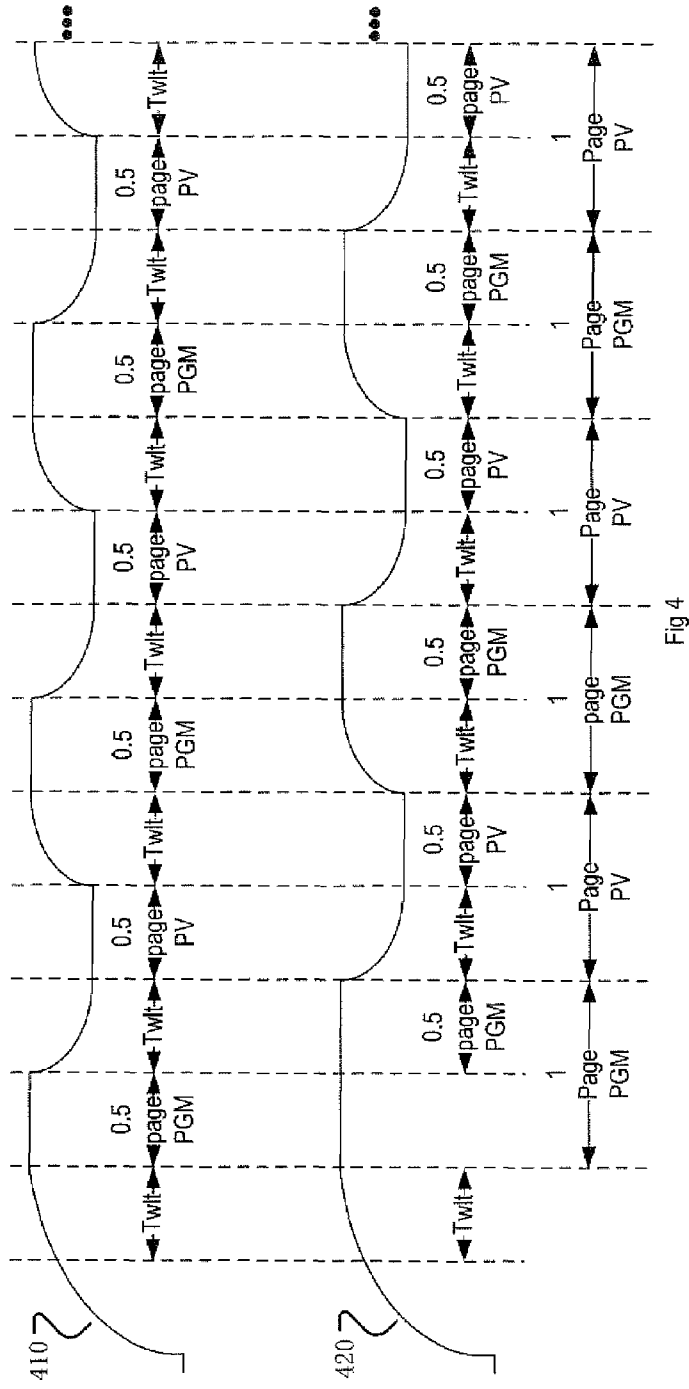 410
•••
0.5 0.5 0.5 0.5 0.5 0.5
Twlt page Twlt page Twlt page Twlt page Twlt page Twlt page Twlt
PGM PV PGM PV PGM PV
420
•••
0.5 0.5 0.5 0.5 0.5 0.5
Twlt page Twlt page Twlt page Twlt page Twlt page Twlt page
PGM PV PGM PV PGM PV
1 1 1 1 1 1
Page Page page Page Page Page
PGM PV PGM PV PGM PV
Fig 4